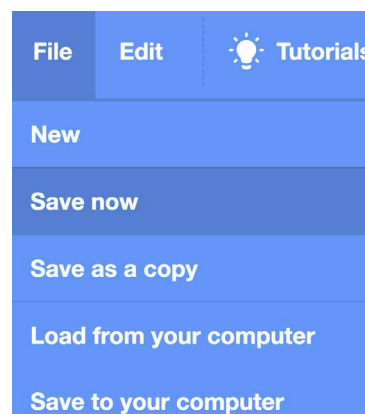 File Edit Tutorials
New
Save now
Save as a copy
Load from your computer
Save to your computer